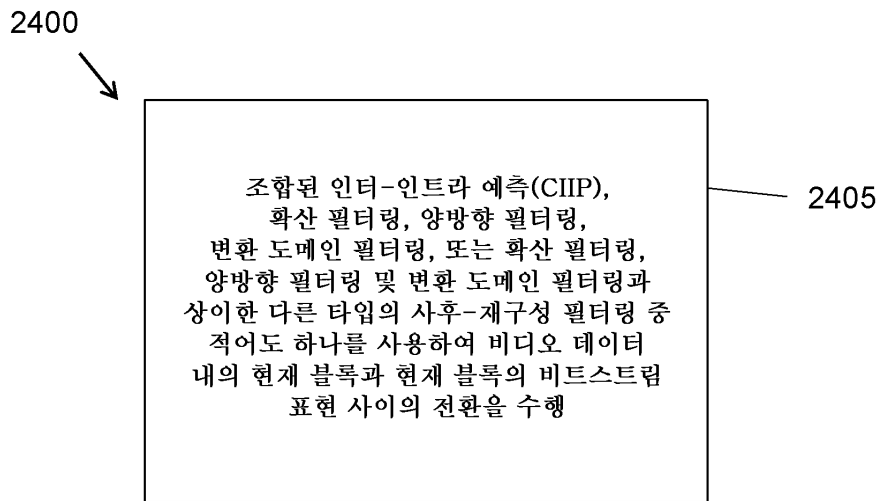 2400
조합된 인터-인트라 예측(CIIP),
확산 필터링, 양방향 필터링,
변환 도메인 필터링, 또는 확산 필터링,
양방향 필터링 및 변환 도메인 필터링과
상이한 다른 타입의 사후-재구성 필터링 중
적어도 하나를 사용하여 비디오 데이터
내의 현재 블록과 현재 블록의 비트스트림
표현 사이의 전환을 수행
2405